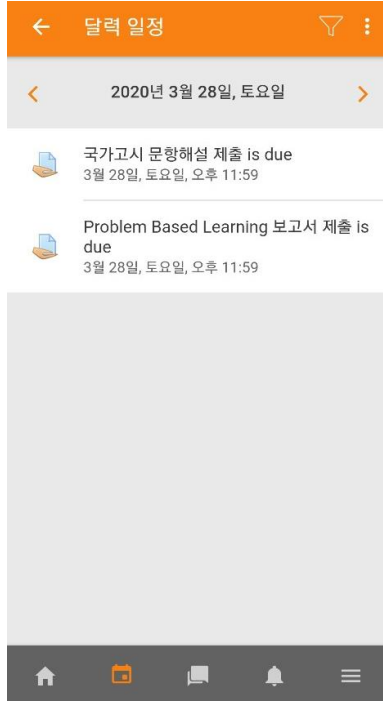 달력 일정
2020년 3월 28일, 토요일
국가고시 문항해설 제출 is due
3월 28일, 토요일, 오후 11:59
Problem Based Learning 보고서 제출 is
due
3월 28일, 토요일, 오후 11:59